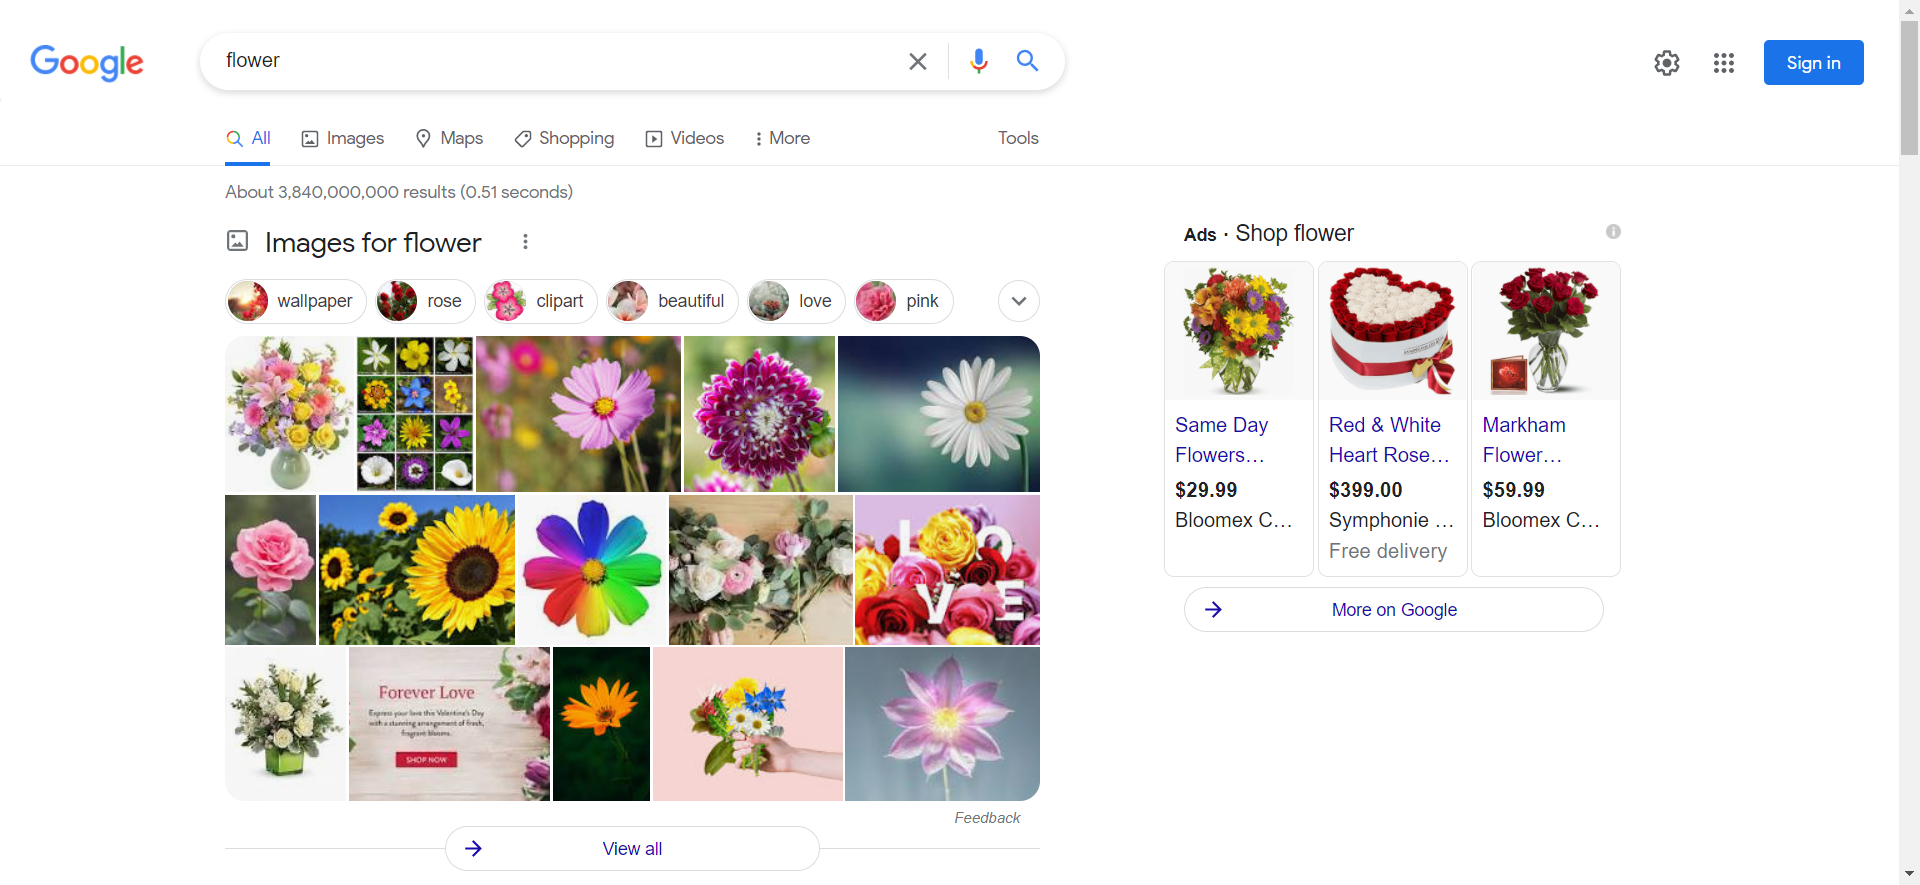 Google
flower
Sign in
All
Images
Maps
Shopping
Videos
More
Tools
About 3,840,000,000 results (0.51 seconds)
Images for flower
wallpaper
rose
clipart
beautiful
love
pink
LOVE
Forever Love
Express your love this Valentine's Day
with a stunning arrangement of fresh,
fragrant blooms.
SHOP NOW
Feedback
View all
Ads · Shop flower
Same Day
Flowers...
$29.99
Bloomex C...
Red & White
Heart Rose...
$399.00
Symphonie ...
Free delivery
Markham
Flower...
$59.99
Bloomex C...
More on Google